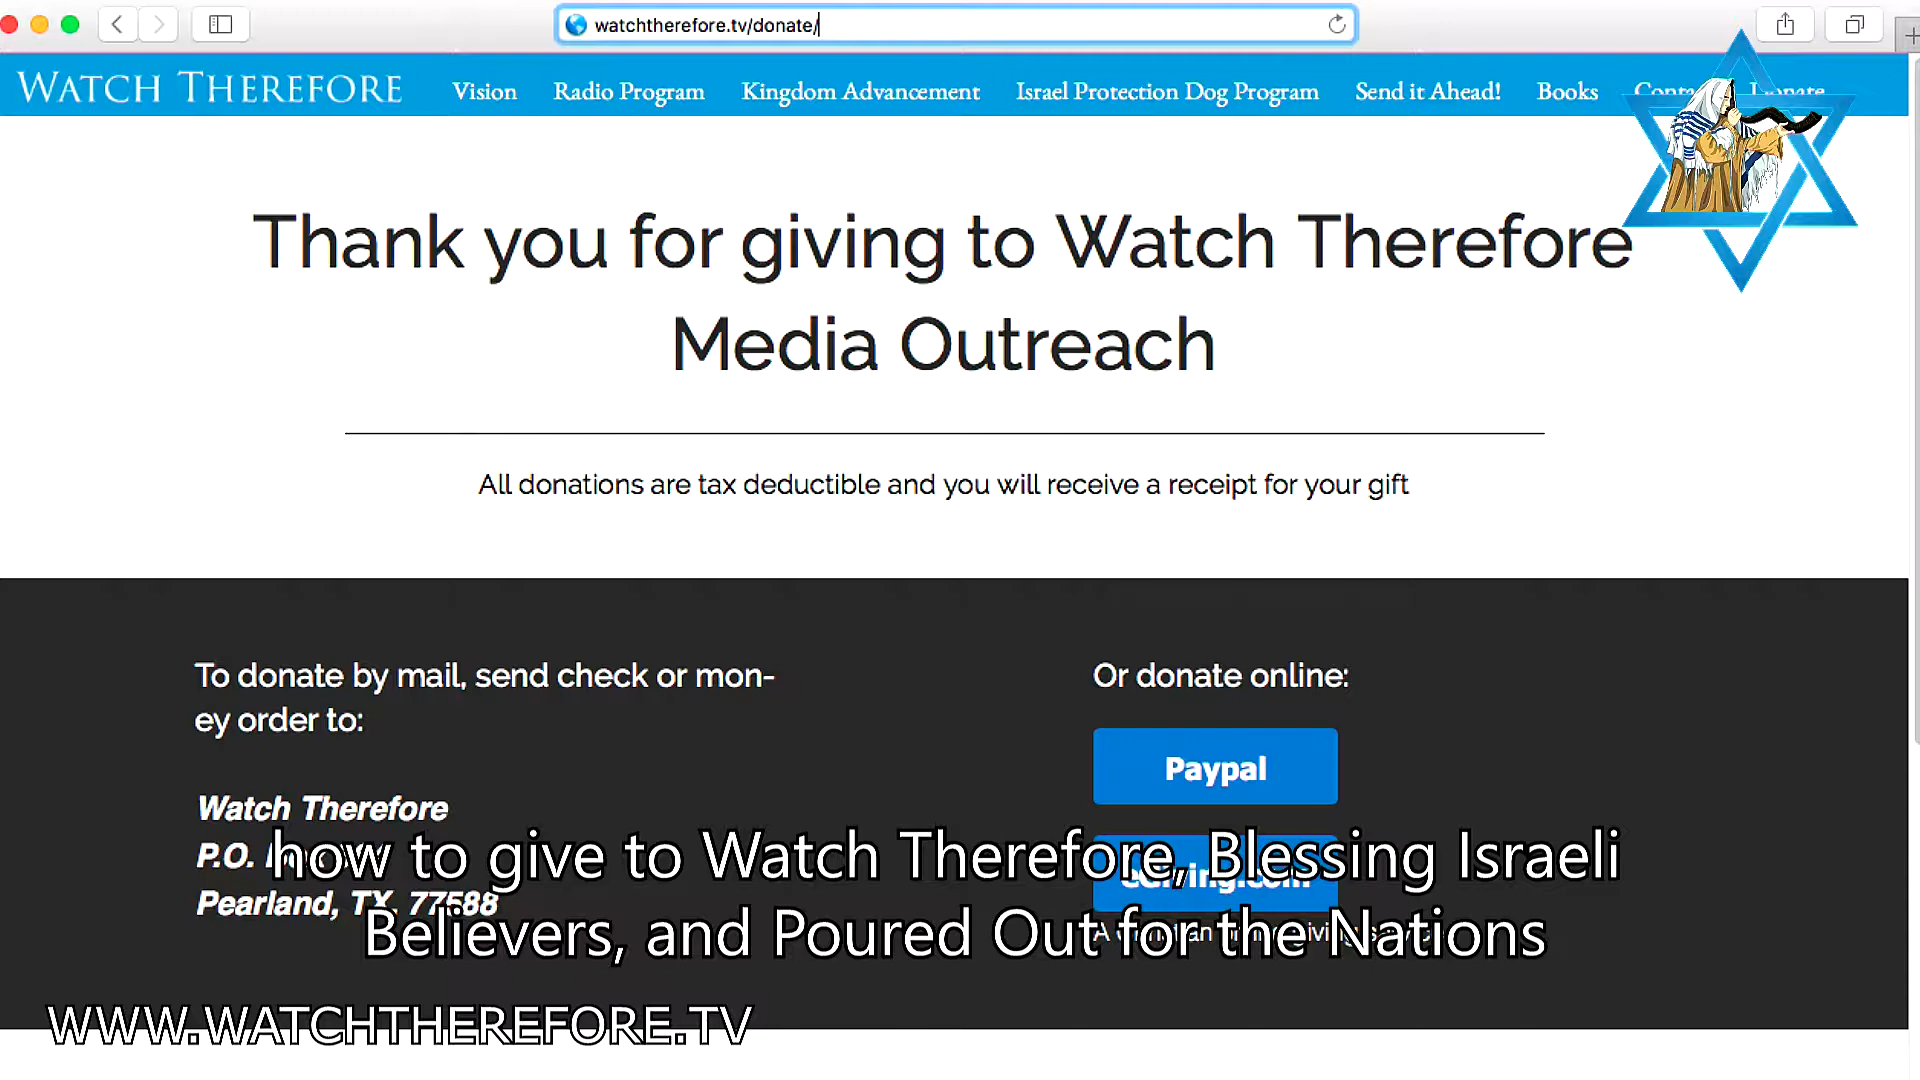 watchtherefore.tv/donate/
WATCH THEREFORE Vision Radio Program Kingdom Advancement Israel Protection Dog Program Send it Ahead! Books Donate
Thank you for giving to Watch Therefore
Media Outreach
All donations are tax deductible and you will receive a receipt for your gift
To donate by mail, send check or mon-
ey order to:
Or donate online:
Paypal
Watch Therefore
P.O.
Pearland, TX, 77588
how to give to Watch Therefore, Blessing Israeli
Believers, and Poured Out for the Nations
WWW.WATCHTHEREFORE.TV